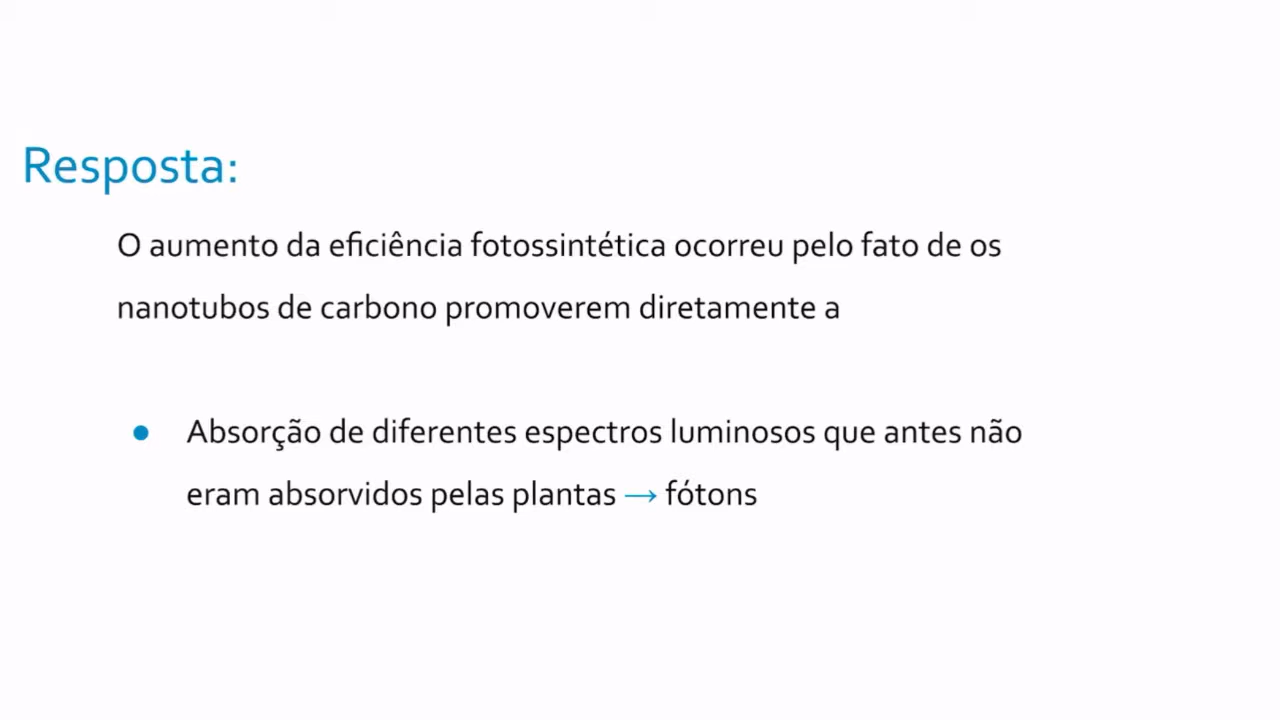 Resposta:
O aumento da eficiência fotossintética ocorreu pelo fato de os
nanotubos de carbono promoverem diretamente a
● Absorção de diferentes espectros luminosos que antes não
eram absorvidos pelas plantas → fótons